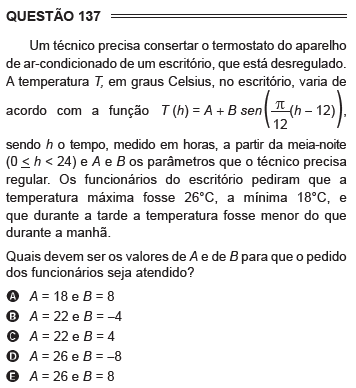 QUESTÃO 137
Um técnico precisa consertar o termostato do aparelho
de ar-condicionado de um escritório, que está desregulado.
A temperatura T, em graus Celsius, no escritório, varia de
acordo com a função T (h) = A + B sen(π/12 (h – 12)),
sendo h o tempo, medido em horas, a partir da meia-noite
(0 ≤ h < 24) e A e B os parâmetros que o técnico precisa
regular. Os funcionários do escritório pediram que a
temperatura máxima fosse 26°C, a mínima 18°C, e
que durante a tarde a temperatura fosse menor do que
durante a manhã.
Quais devem ser os valores de A e de B para que o pedido
dos funcionários seja atendido?
A A = 18 e B = 8
B A = 22 e B = –4
C A = 22 e B = 4
D A = 26 e B = –8
E A = 26 e B = 8